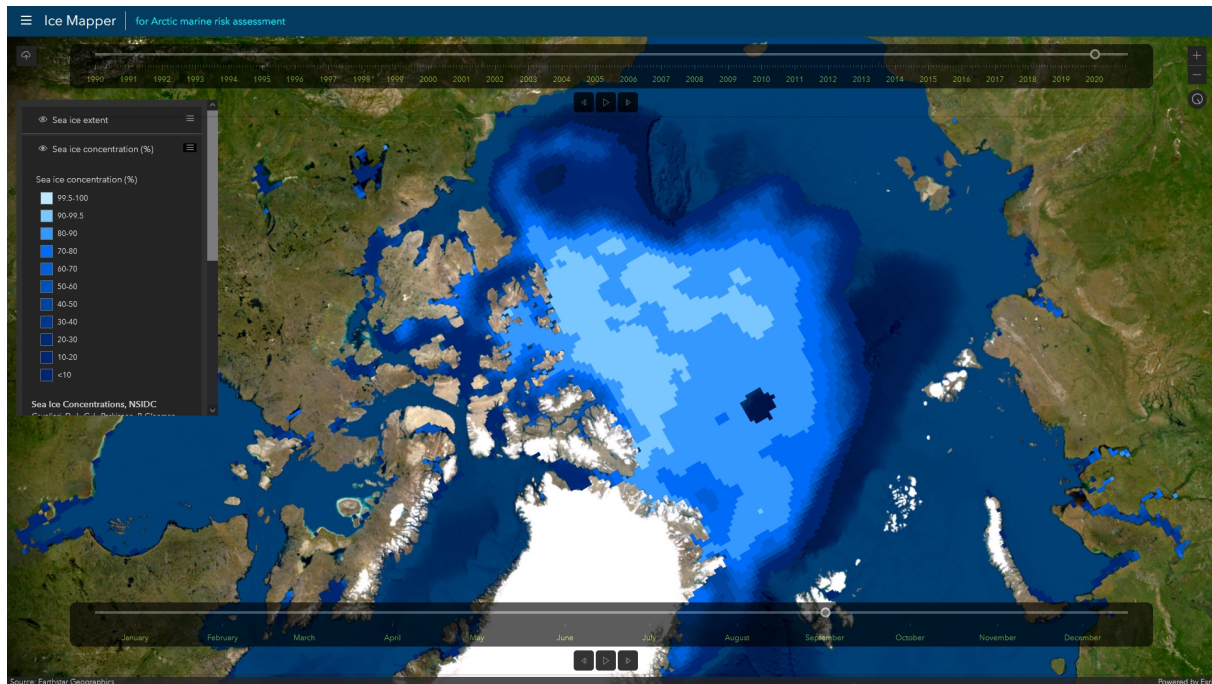 Ice Mapper for Arctic marine risk assessment
1990 1991 1992 1993 1994 1995 1996 1997 1998 1999 2000 2001 2002 2003 2004 2005 2006 2007 2008 2009 2010 2011 2012 2013 2014 2015 2016 2017 2018 2019 2020
Sea ice extent
Sea ice concentration (%)
Sea ice concentration (%)
99.5-100
90-99.5
80-90
70-80
60-70
50-60
40-50
30-40
20-30
10-20
<10
Sea Ice Concentrations, NSIDC
January February March April May June July August September October November December
Source: Earthstar Geographics
Powered by Esri